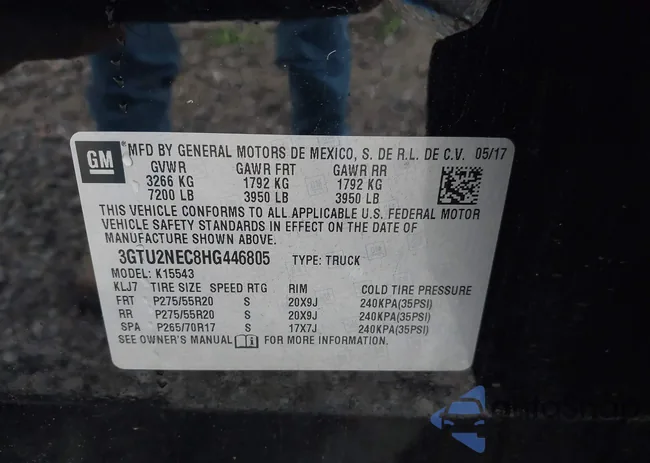 GM
MFD BY GENERAL MOTORS DE MEXICO, S. DE R.L. DE C.V. 05/17
GVWR GAWR FRT GAWR RR
3266 KG 1792 KG 1792 KG
7200 LB 3950 LB 3950 LB
THIS VEHICLE CONFORMS TO ALL APPLICABLE U.S. FEDERAL MOTOR
VEHICLE SAFETY STANDARDS IN EFFECT ON THE DATE OF
MANUFACTURE SHOWN ABOVE.
3GTU2NEC8HG446805 TYPE: TRUCK
MODEL: K15543
KLJ7 TIRE SIZE SPEED RTG RIM COLD TIRE PRESSURE
FRT P275/55R20 S 20X9J 240KPA(35PSI)
RR P275/55R20 S 20X9J 240KPA(35PSI)
SPA P265/70R17 S 17X7J 240KPA(35PSI)
SEE OWNER'S MANUAL FOR MORE INFORMATION.